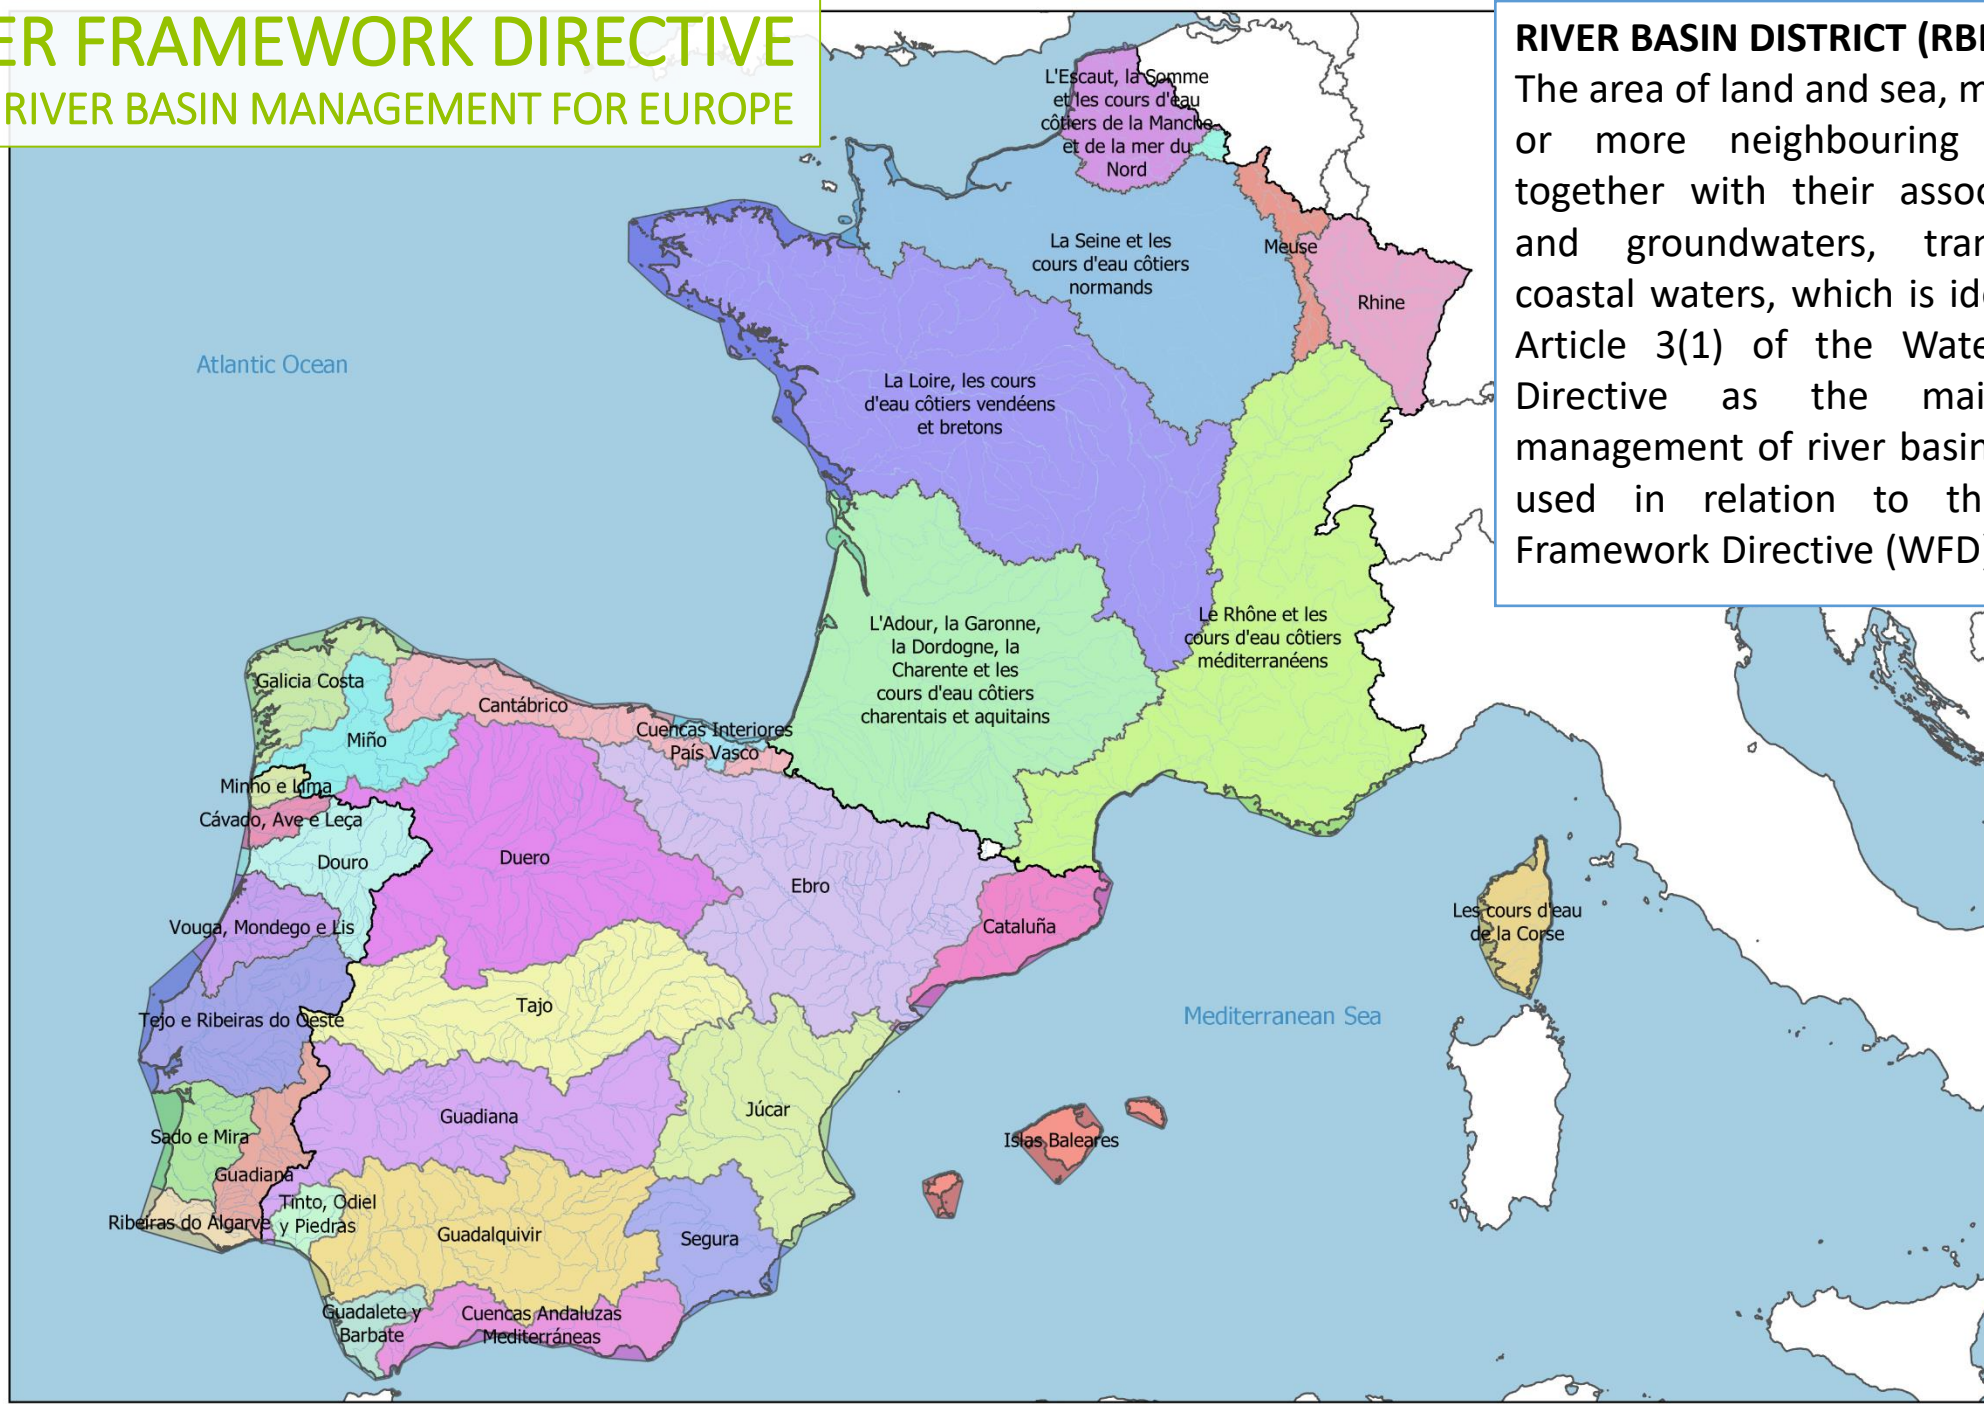 ER FRAMEWORK DIRECTIVE
RIVER BASIN MANAGEMENT FOR EUROPE
RIVER BASIN DISTRICT (RB
The area of land and sea, m
or more neighbouring
together with their assoc
and groundwaters, tran
coastal waters, which is id
Article 3(1) of the Wate
Directive as the mai
management of river basin
used in relation to th
Framework Directive (WFD)
L'Escaut, la Somme
et les cours d'eau
côtiers de la Manche
et de la mer du
Nord
La Seine et les
cours d'eau côtiers
normands
Meuse
Rhine
Atlantic Ocean
La Loire, les cours
d'eau côtiers vendéens
et bretons
L'Adour, la Garonne,
la Dordogne, la
Charente et les
cours d'eau côtiers
charentais et aquitains
Le Rhône et les
cours d'eau côtiers
méditerranéens
Galicia Costa
Cantábrico
Cuencas Interiores
País Vasco
Miño
Minho e Lima
Cávado, Ave e Leça
Douro
Duero
Ebro
Cataluña
Vouga, Mondego e Lis
Les cours d'eau
de la Corse
Tajo
Tejo e Ribeiras do Oeste
Mediterranean Sea
Guadiana
Júcar
Sado e Mira
Islas Baleares
Guadiana
Tinto, Odiel
y Piedras
Ribeiras do Algarve
Guadalquivir
Segura
Guadalete y
Barbate
Cuencas Andaluzas
Mediterráneas